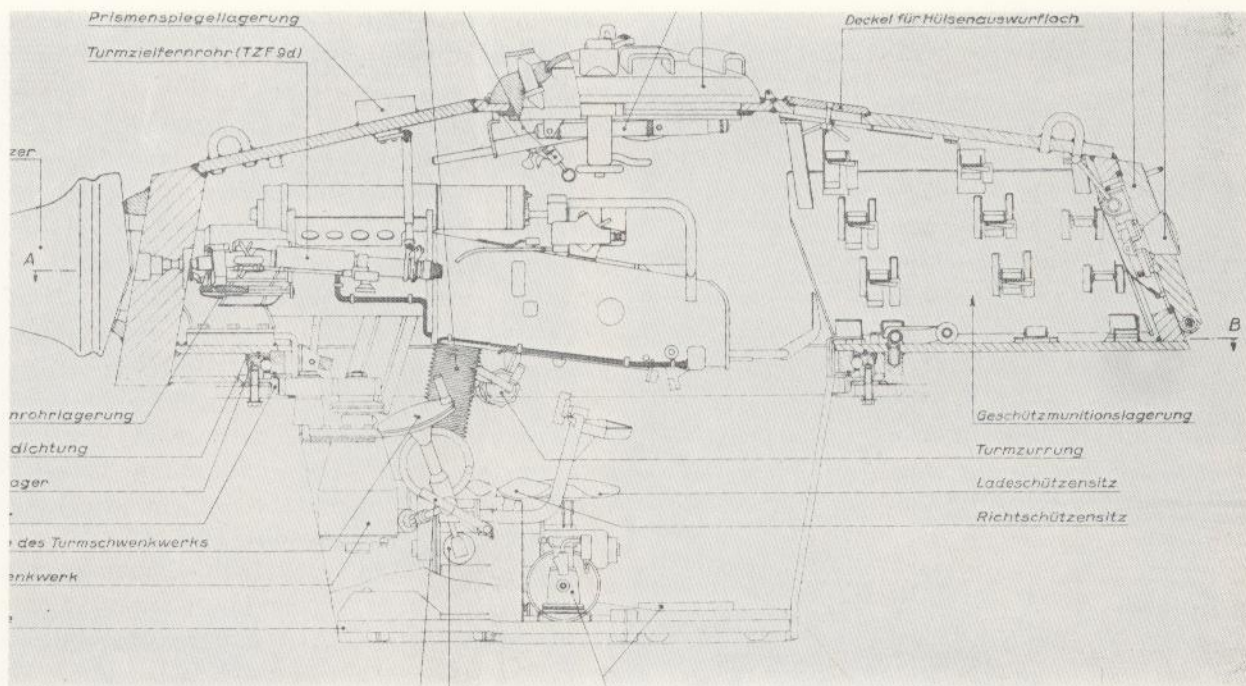 Prismenspiegellagerung
Turmzielfernrohr (TZF 9d)
Deckel für Hülsenauswurfloch
zer
A
B
nrohrlagerung
dichtung
ager
e des Turmschwenkwerks
enkwerk
e
Geschützmunitionslagerung
Turmzurrung
Ladeschützensitz
Richtschützensitz